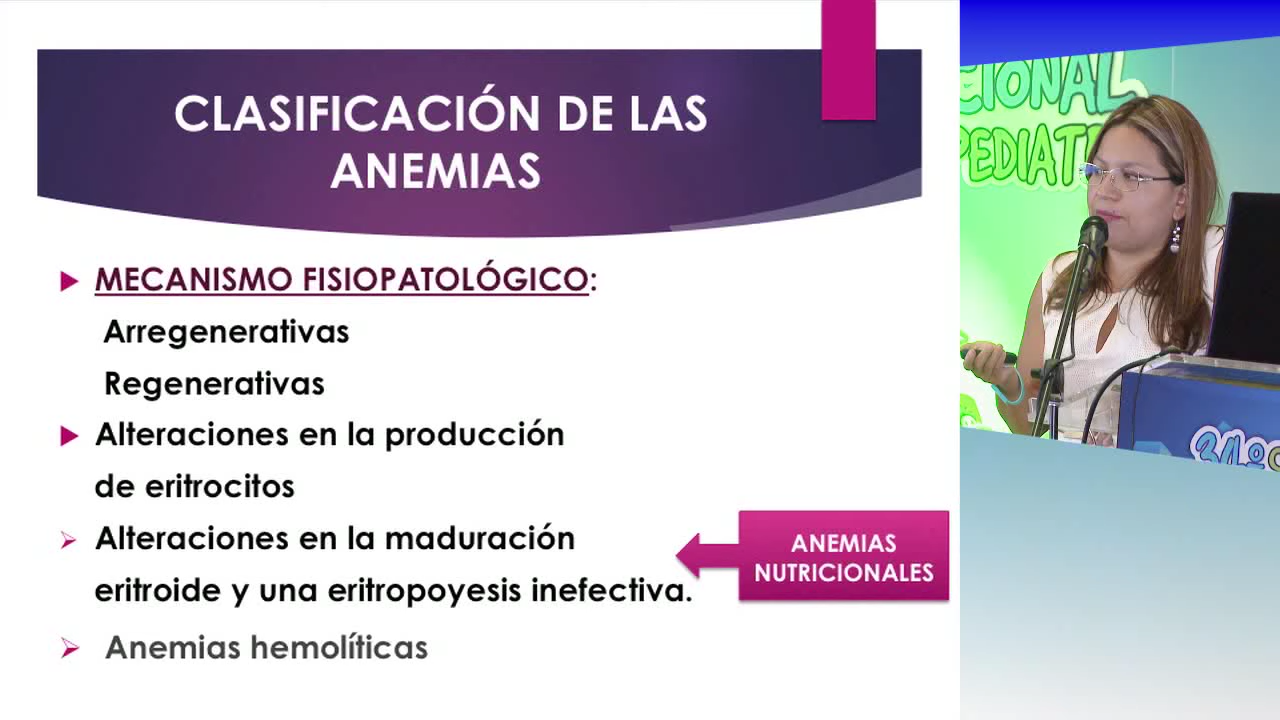 CLASIFICACIÓN DE LAS
ANEMIAS
MECANISMO FISIOPATOLÓGICO:
Arregenerativas
Regenerativas
Alteraciones en la producción
de eritrocitos
Alteraciones en la maduración
eritroide y una eritropoyesis inefectiva.
Anemias hemolíticas
ANEMIAS
NUTRICIONALES